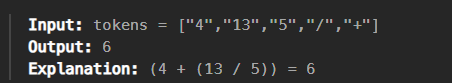 Input: tokens = ["4","13","5","/","+"]
Output: 6
Explanation: (4 + (13 / 5)) = 6